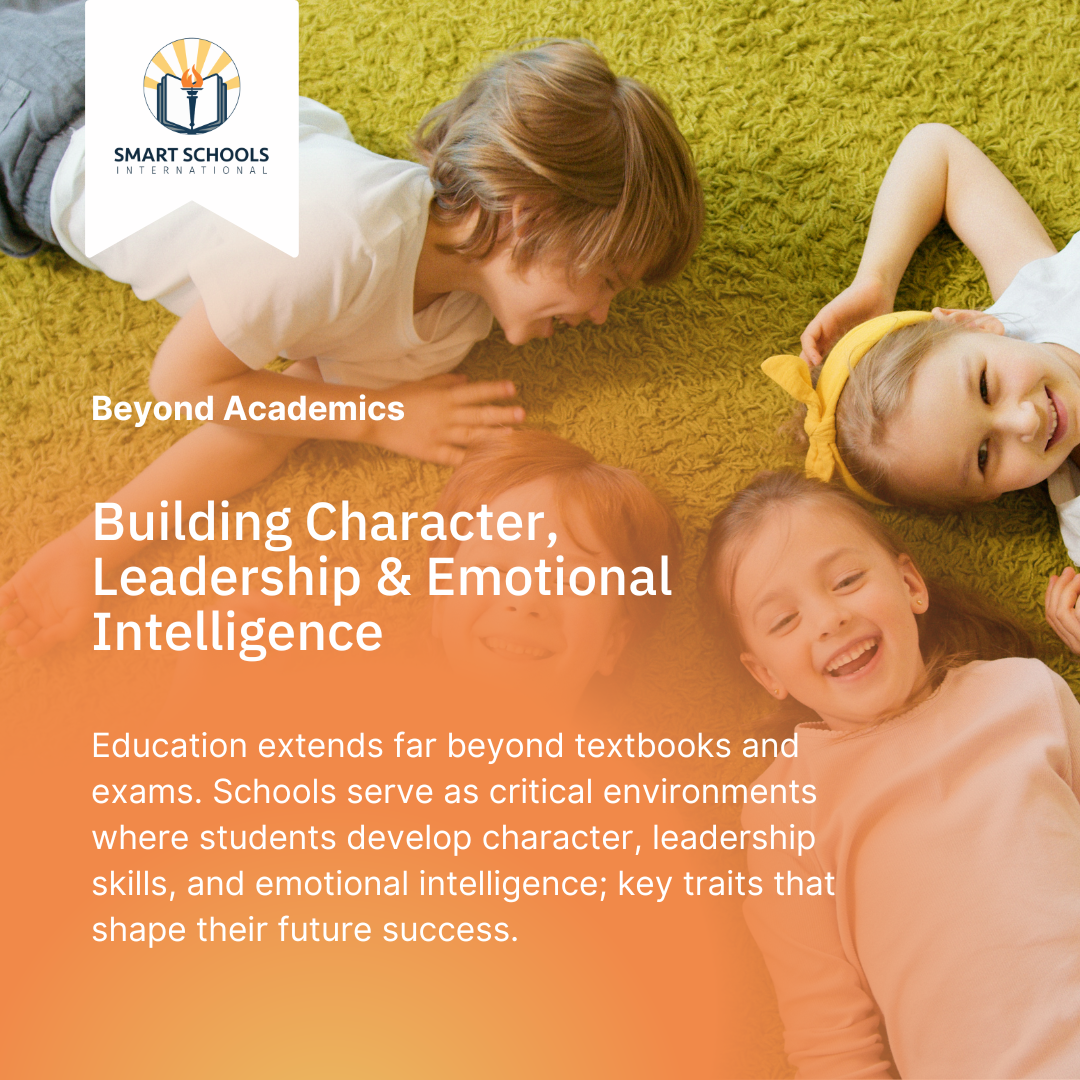 SMART SCHOOLS
INTERNATIONAL
Beyond Academics
Building Character,
Leadership & Emotional
Intelligence
Education extends far beyond textbooks and
exams. Schools serve as critical environments
where students develop character, leadership
skills, and emotional intelligence; key traits that
shape their future success.